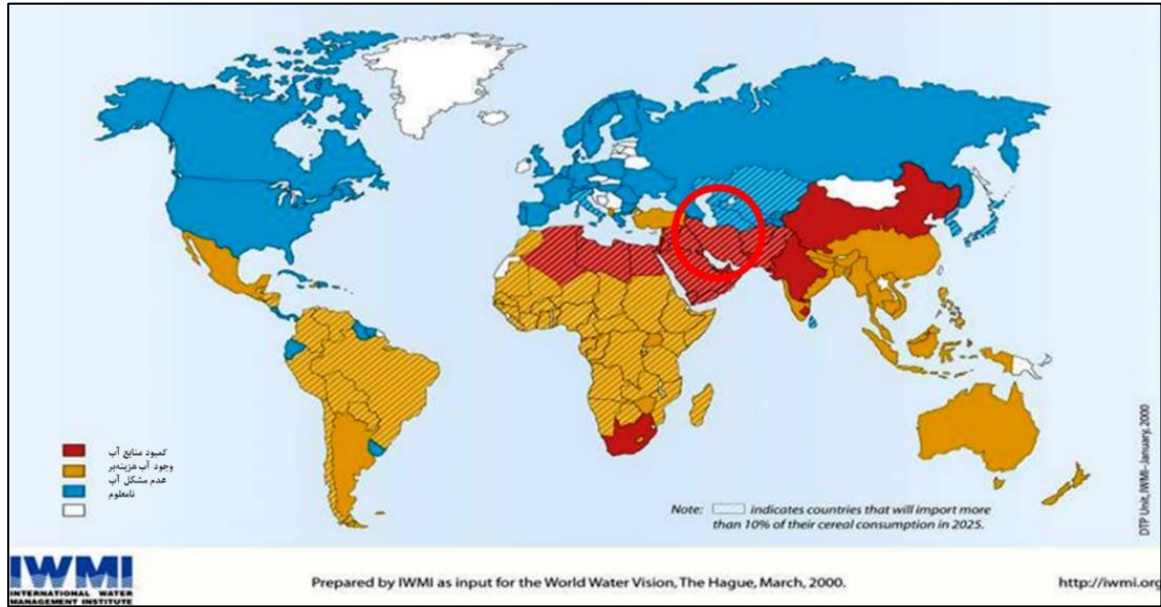 کمبود منابع آب
وجود آب هزینه‌بر
عدم مشکل آب
نامعلوم
Note: indicates countries that will import more
than 10% of their cereal consumption in 2025.
DTP Unit, IWMI-January, 2000
IWMI
INTERNATIONAL WATER
MANAGEMENT INSTITUTE
Prepared by IWMI as input for the World Water Vision, The Hague, March, 2000.
http://iwmi.org